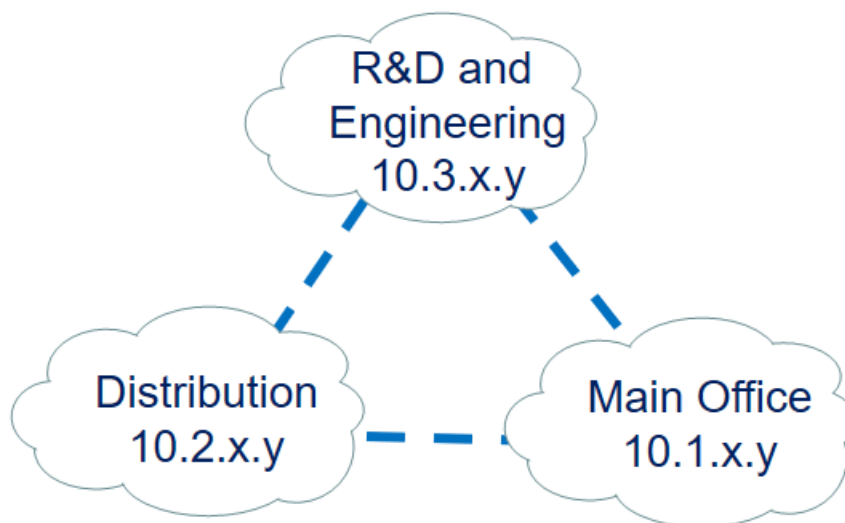 R&D and
Engineering
10.3.x.y
Distribution
10.2.x.y
Main Office
10.1.x.y